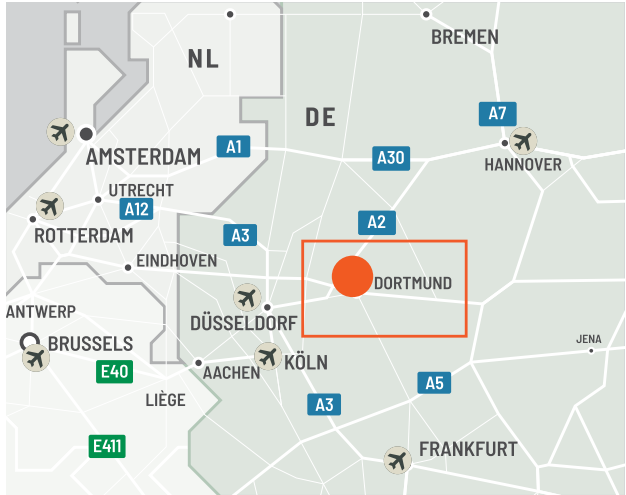 BREMEN
NL
A7
DE
A1
AMSTERDAM
A30
HANNOVER
UTRECHT
A12
A2
ROTTERDAM
A3
EINDHOVEN
DORTMUND
ANTWERP
DÜSSELDORF
BRUSSELS
JENA
KÖLN
AACHEN
E40
A5
LIÈGE
A3
E411
FRANKFURT